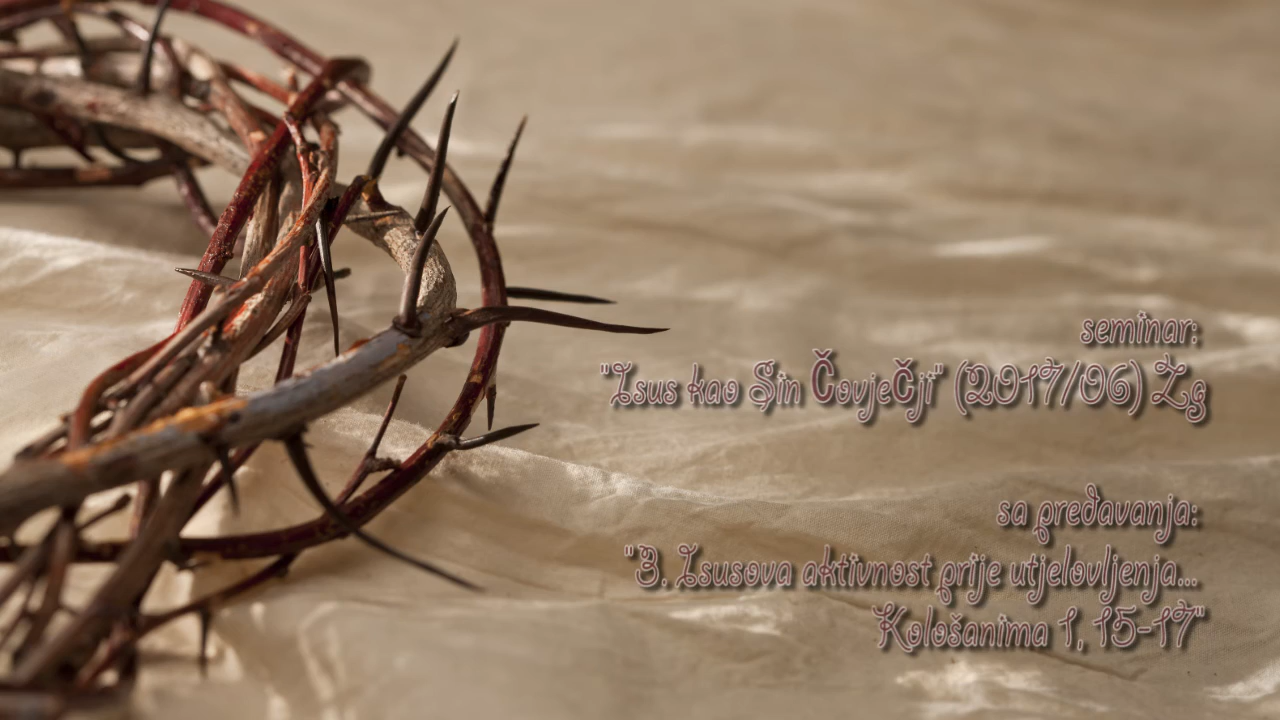 seminar:
"Isus kao Sin ČovjeČji" (2017/06) Zg
sa predavanja:
"3. Isusova aktivnost prije utjelovljenja...
Kološanima 1, 15-17"